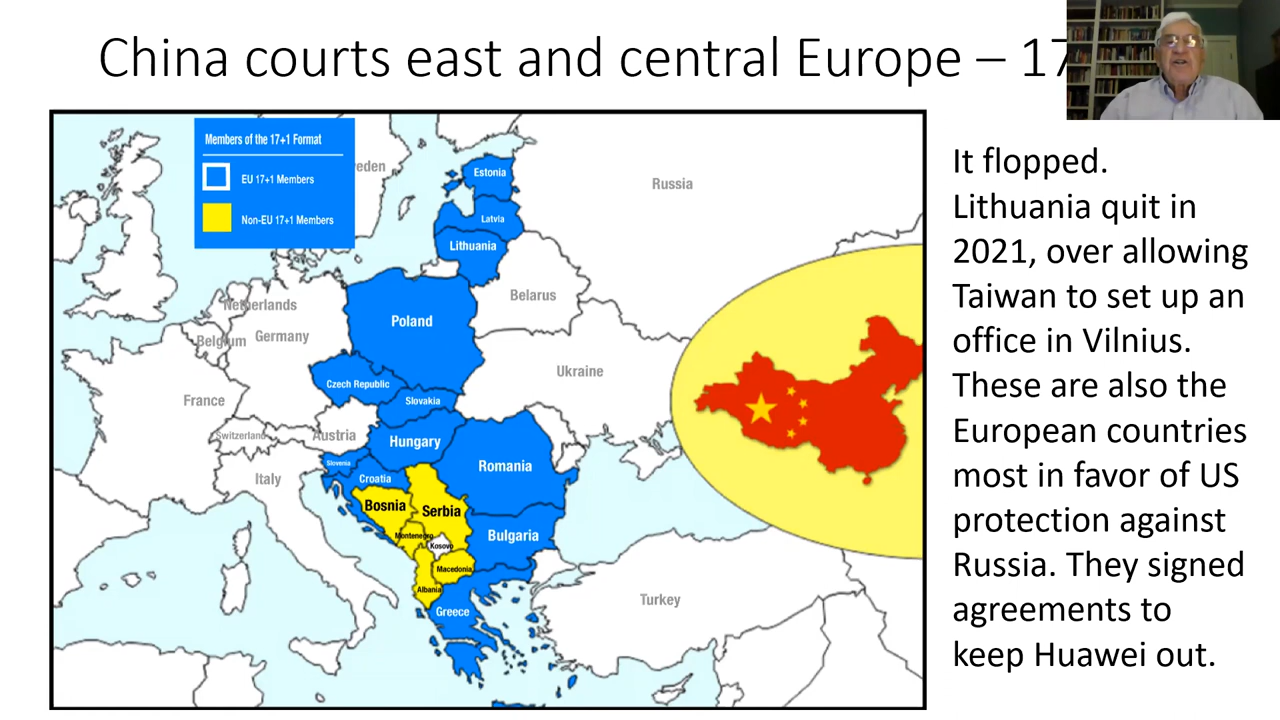 China courts east and central Europe – 17
Members of the 17+1 Format
EU 17+1 Members
Non-EU 17+1 Members
eden
Russia
Estonia
Latvia
Lithuania
Belarus
Netherlands
Belgium
Germany
Poland
Czech Republic
Slovakia
Ukraine
France
Switzerland
Austria
Hungary
Slovenia
Croatia
Romania
Italy
Bosnia
Serbia
Montenegro
Kosovo
Bulgaria
Macedonia
Albania
Greece
Turkey
It flopped.
Lithuania quit in
2021, over allowing
Taiwan to set up an
office in Vilnius.
These are also the
European countries
most in favor of US
protection against
Russia. They signed
agreements to
keep Huawei out.